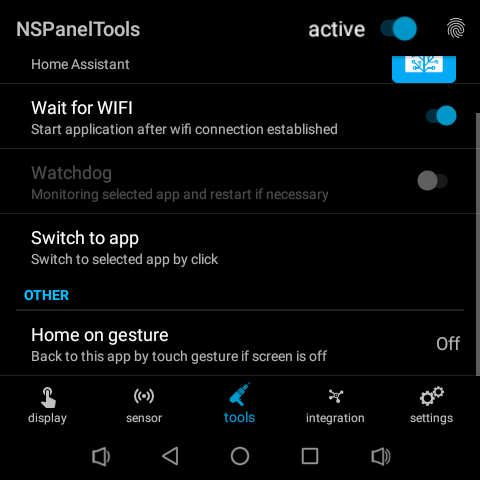 NSPanelTools
active
Home Assistant
Wait for WIFI
Start application after wifi connection established
Watchdog
Monitoring selected app and restart if necessary
Switch to app
Switch to selected app by click
OTHER
Home on gesture
Off
Back to this app by touch gesture if screen is off
display
sensor
tools
integration
settings